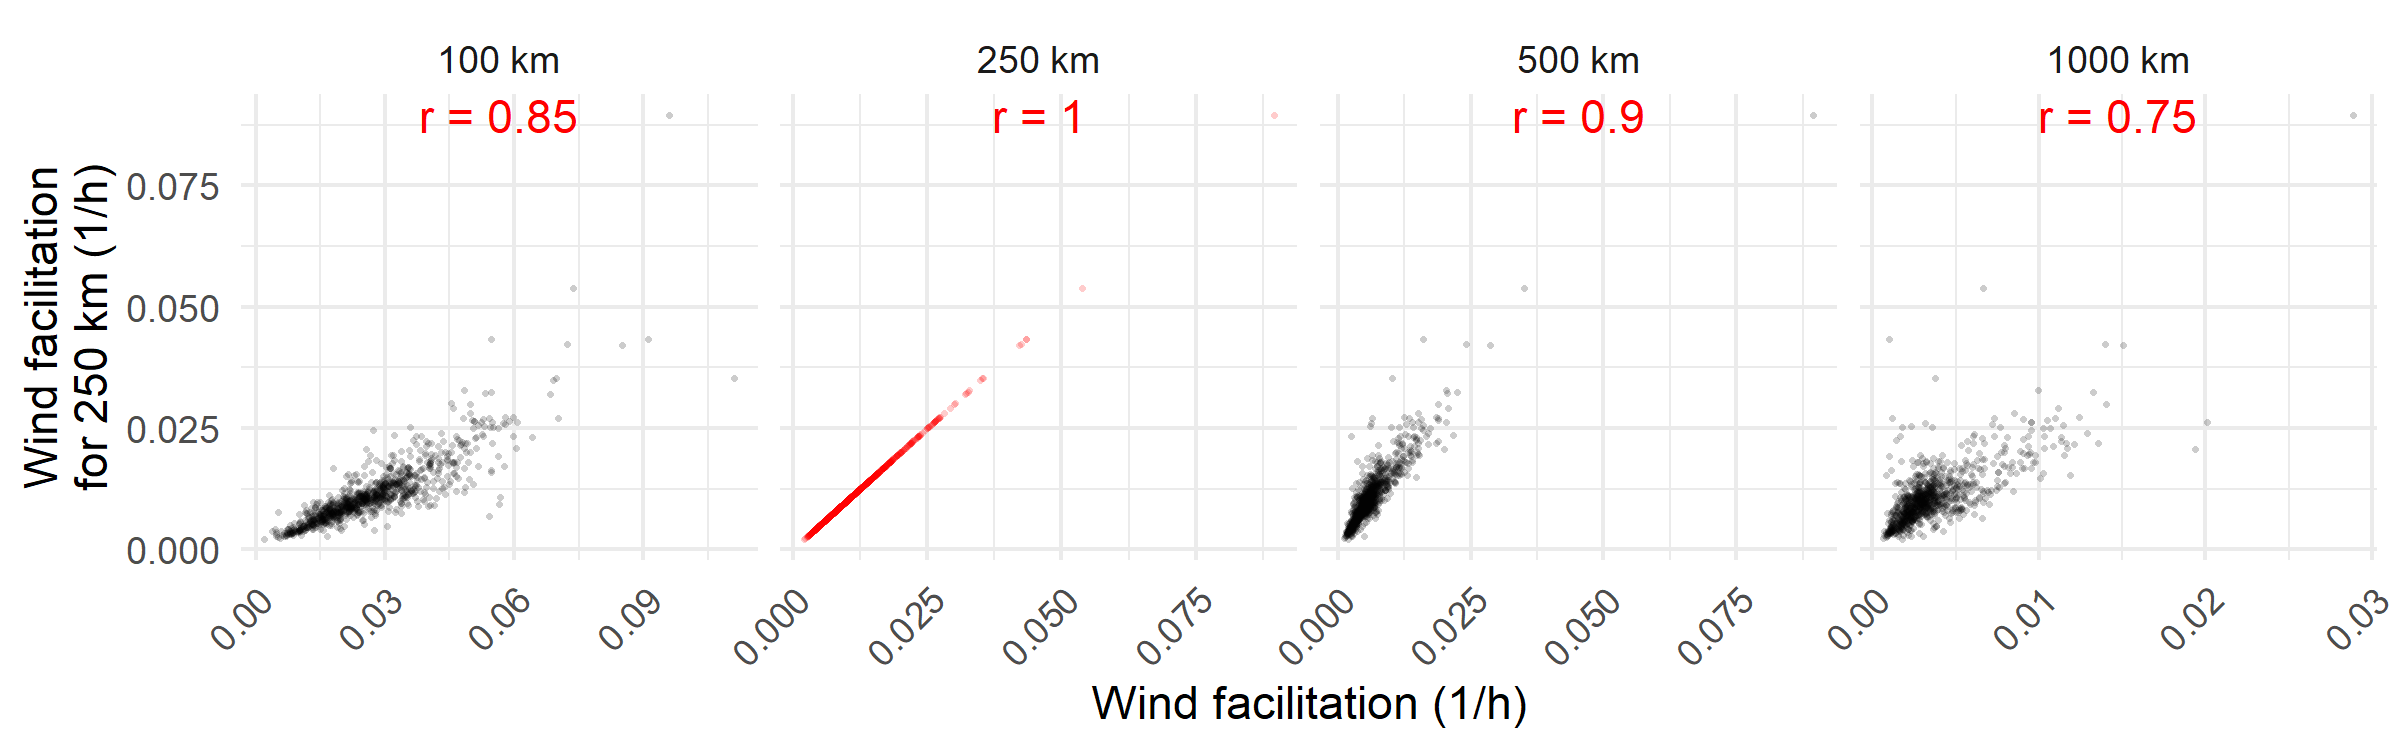 100 km
250 km
500 km
1000 km
r = 0.85
r = 1
r = 0.9
r = 0.75
Wind facilitation
for 250 km (1/h)
0.075
0.050
0.025
0.000
0.00
0.03
0.06
0.09
0.000
0.025
0.050
0.075
0.000
0.025
0.050
0.075
0.00
0.01
0.02
0.03
Wind facilitation (1/h)